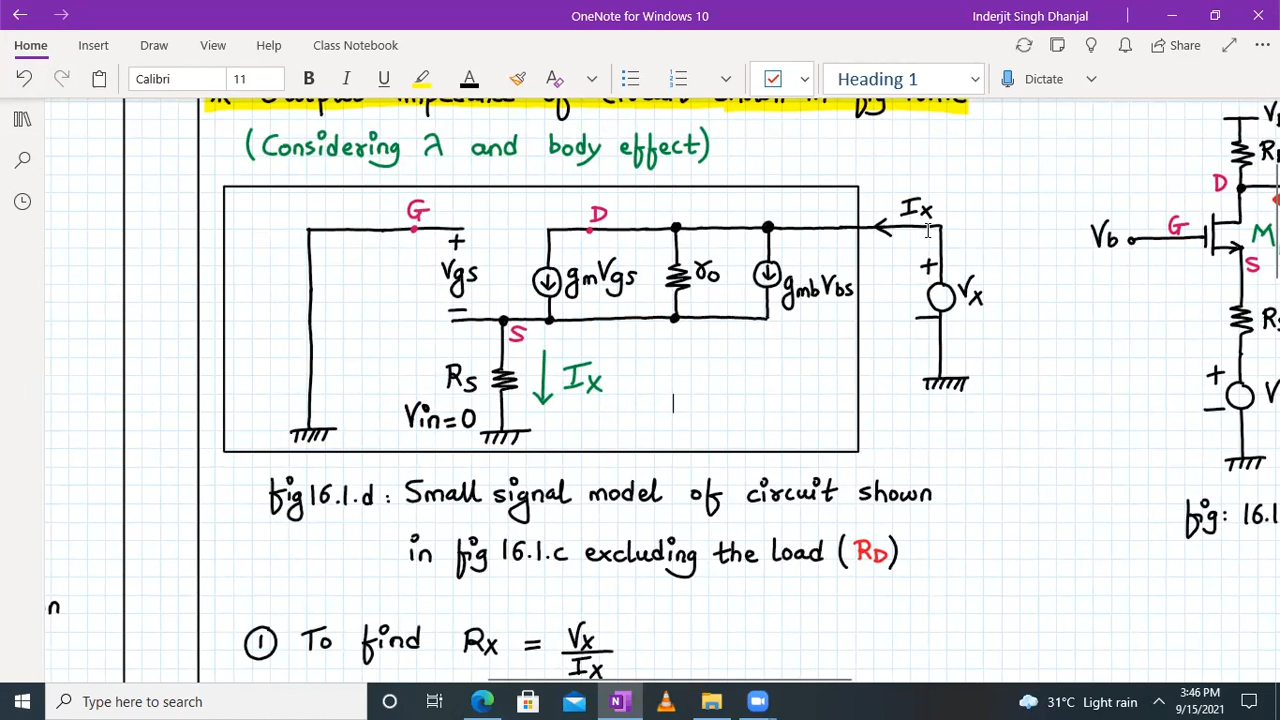 OneNote for Windows 10
Inderjit Singh Dhanjal
Home Insert Draw View Help Class Notebook
Share
Calibri 11 B I U A Heading 1 Dictate
(Considering λ and body effect)
G
D
Ix
+
Vgs
−
gmVgs
ro
gmbVbs
+
Vx
−
S
Rs
Ix
Vin=0
fig 16.1.d : Small signal model of circuit shown
in fig 16.1.c excluding the load (RD)
n
① To find Rx = Vx
Ix
D
G
Vb
M
S
+
−
fig: 16.1
Type here to search
31°C Light rain
3:46 PM
9/15/2021